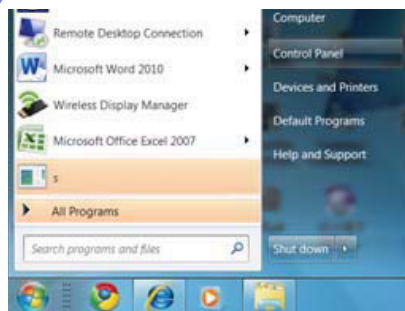 Remote Desktop Connection
Microsoft Word 2010
Wireless Display Manager
Microsoft Office Excel 2007
s
All Programs
Search programs and files
Computer
Control Panel
Devices and Printers
Default Programs
Help and Support
Shut down